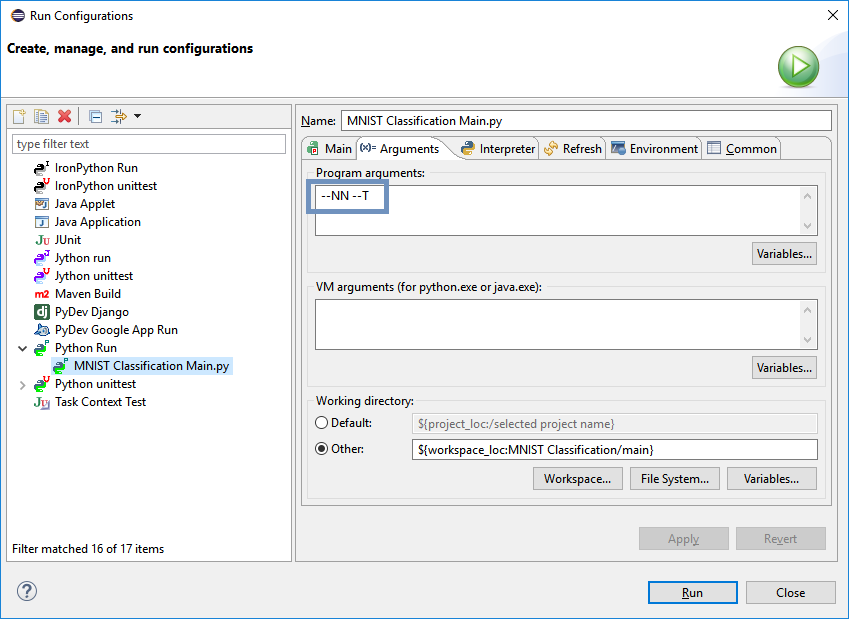 Run Configurations
Create, manage, and run configurations
type filter text
IronPython Run
IronPython unittest
Java Applet
Java Application
Ju JUnit
Jython run
Jython unittest
m2 Maven Build
dj PyDev Django
PyDev Google App Run
Python Run
MNIST Classification Main.py
Python unittest
Ju Task Context Test
Filter matched 16 of 17 items
Name: MNIST Classification Main.py
Main (x)= Arguments Interpreter Refresh Environment Common
Program arguments:
--NN --T
Variables...
VM arguments (for python.exe or java.exe):
Variables...
Working directory:
Default: ${project_loc:/selected project name}
Other: ${workspace_loc:MNIST Classification/main}
Workspace... File System... Variables...
Apply Revert
? Run Close